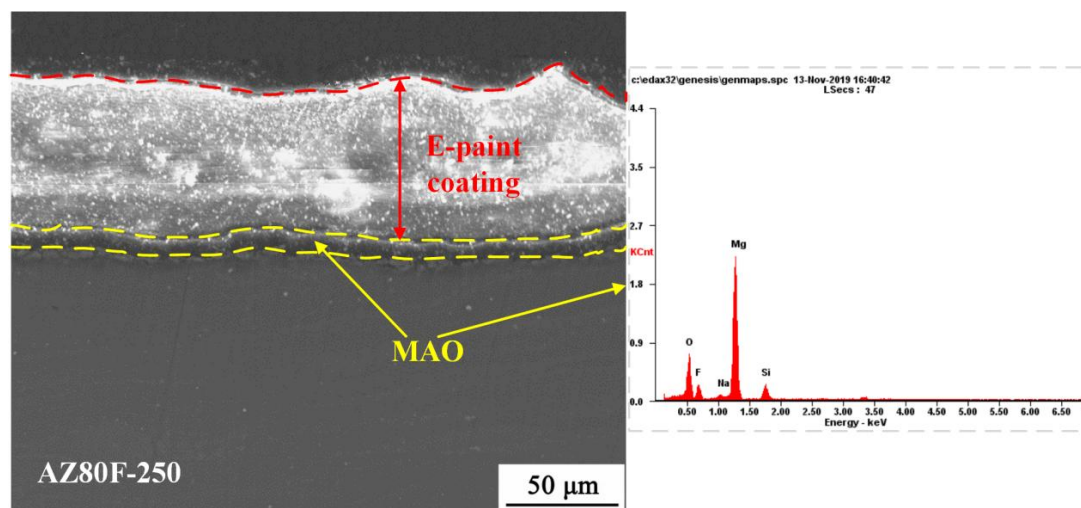 E-paint
coating
MAO
AZ80F-250
50 μm
c:\edax32\genesis\genmaps.spc 13-Nov-2019 16:40:42
LSecs : 47
4.4
3.5
2.7
KCnt
1.8
0.9
0.0
Mg
O
F
Na
Si
0.50 1.00 1.50 2.00 2.50 3.00 3.50 4.00 4.50 5.00 5.50 6.00 6.50
Energy - keV